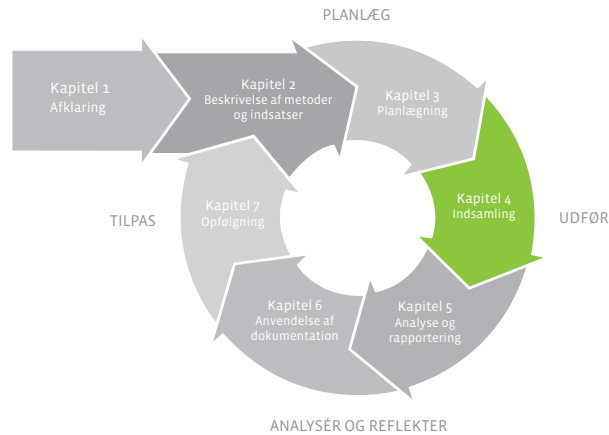 PLANLÆG
Kapitel 1
Afklaring
Kapitel 2
Beskrivelse af metoder
og indsatser
Kapitel 3
Planlægning
Kapitel 4
Indsamling
UDFØR
Kapitel 5
Analyse og
rapportering
Kapitel 6
Anvendelse af
dokumentation
Kapitel 7
Opfølgning
TILPAS
ANALYSÉR OG REFLEKTER